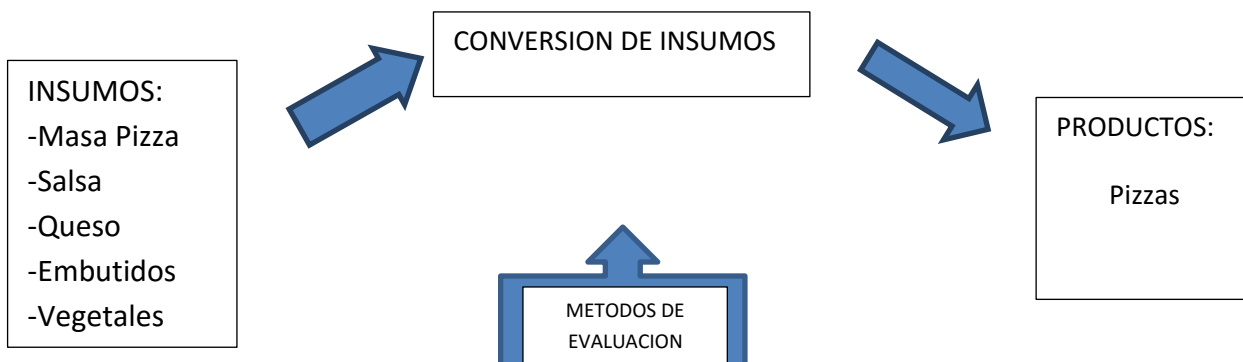 INSUMOS:
-Masa Pizza
-Salsa
-Queso
-Embutidos
-Vegetales
CONVERSION DE INSUMOS
METODOS DE
EVALUACION
PRODUCTOS:
Pizzas